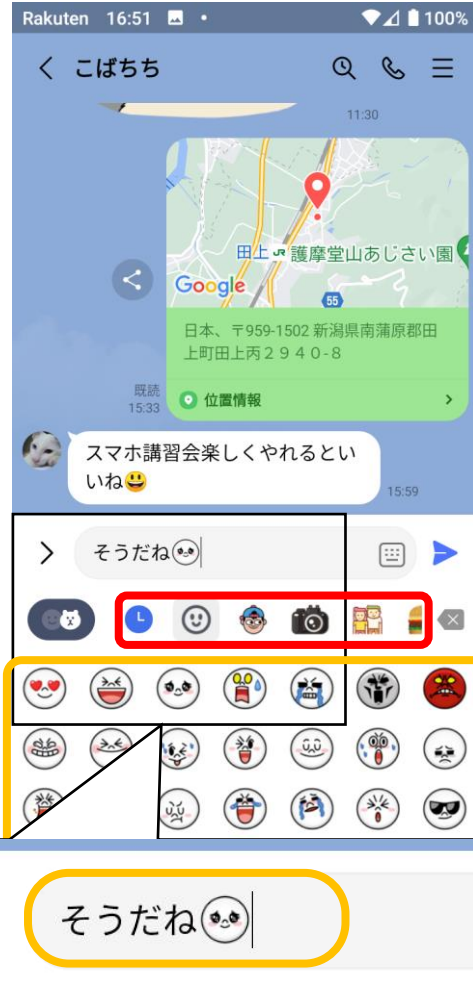 Rakuten 16:51 100%
こばちち
11:30
田上 JR 護摩堂山あじさい園
Google
55
日本、〒959-1502 新潟県南蒲原郡田
上町田上丙２９４０-８
既読
15:33
位置情報
スマホ講習会楽しくやれるとい
いね😃
15:59
そうだね
そうだね